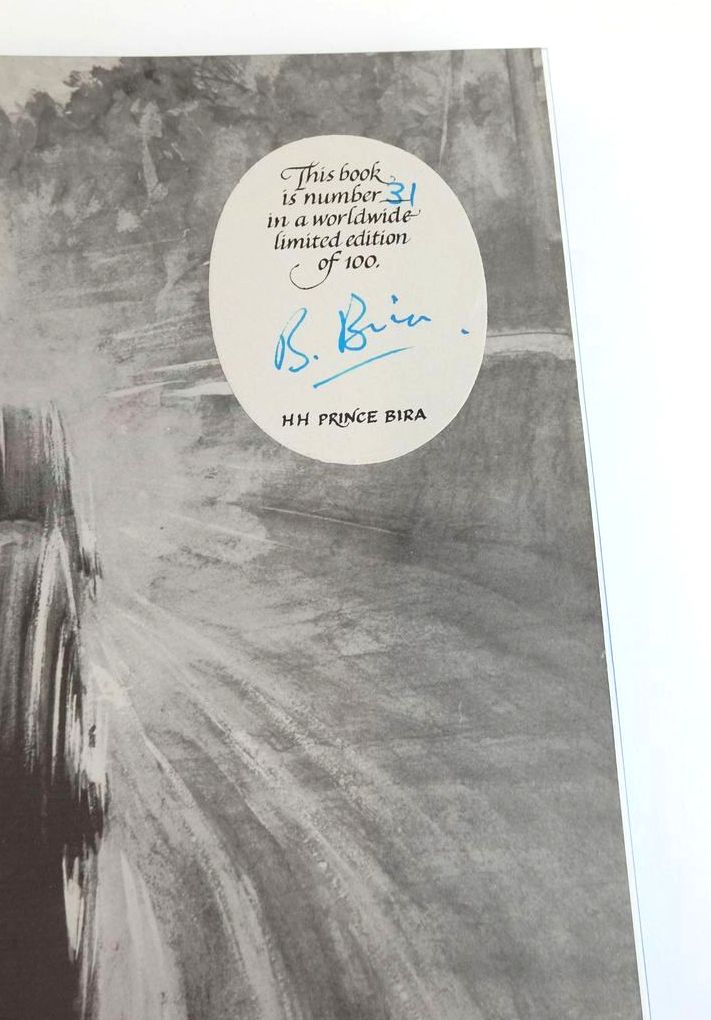 This book
is number 31
in a worldwide
limited edition
of 100.
B. Bira.
HH PRINCE BIRA